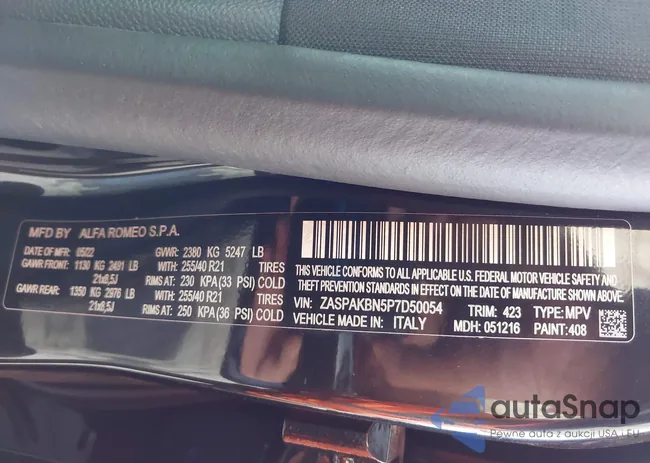 MFD BY ALFA ROMEO S.P.A.
DATE OF MFR: 05/22 GVWR: 2380 KG 5247 LB
GAWR FRONT: 1130 KG 2491 LB WITH: 255/40 R21 TIRES
21x8,5J RIMS AT: 230 KPA (33 PSI) COLD
GAWR REAR: 1350 KG 2976 LB WITH: 255/40 R21 TIRES
21x8,5J RIMS AT: 250 KPA (36 PSI) COLD
THIS VEHICLE CONFORMS TO ALL APPLICABLE U.S. FEDERAL MOTOR VEHICLE SAFETY AND
THEFT PREVENTION STANDARDS IN EFFECT ON THE DATE OF MANUFACTURE SHOWN ABOVE.
VIN: ZASPAKBN5P7D50054 TRIM: 423 TYPE: MPV
VEHICLE MADE IN: ITALY MDH: 051216 PAINT: 408
autaSnap
Pewne auta z aukcji USA i EU